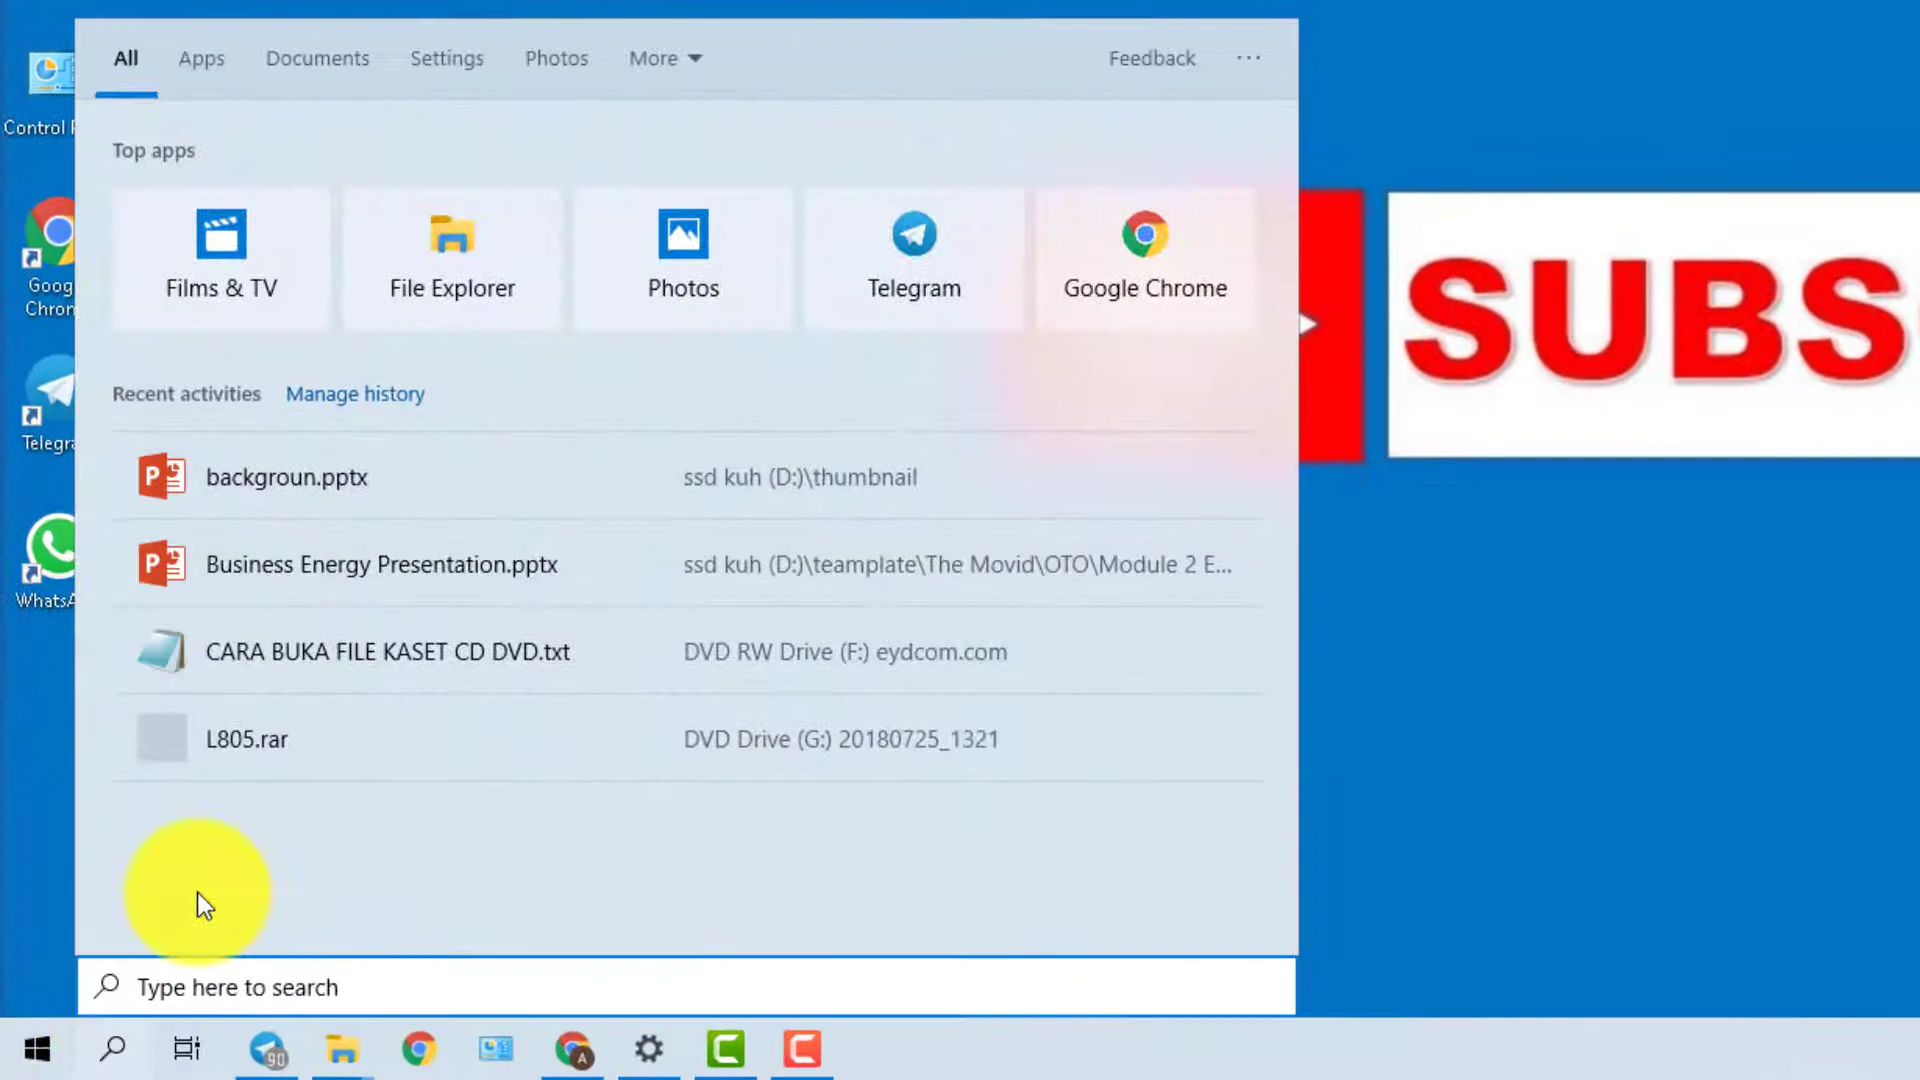 All Apps Documents Settings Photos More Feedback ...
Top apps
Films & TV File Explorer Photos Telegram Google Chrome
Recent activities Manage history
backgroun.pptx ssd kuh (D:)\thumbnail
Business Energy Presentation.pptx ssd kuh (D:)\teamplate\The Movid\OTO\Module 2 E...
CARA BUKA FILE KASET CD DVD.txt DVD RW Drive (F:) eydcom.com
L805.rar DVD Drive (G:) 20180725_1321
Type here to search
Control
Goog
Chron
Telegra
WhatsA
SUBS
90
A